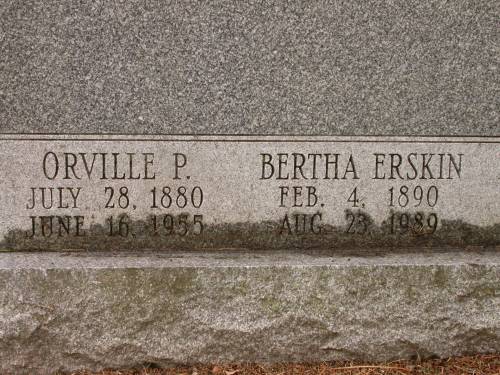 ORVILLE P.
JULY 28, 1880
JUNE 16, 1955
BERTHA ERSKIN
FEB. 4, 1890
AUG 23 1989